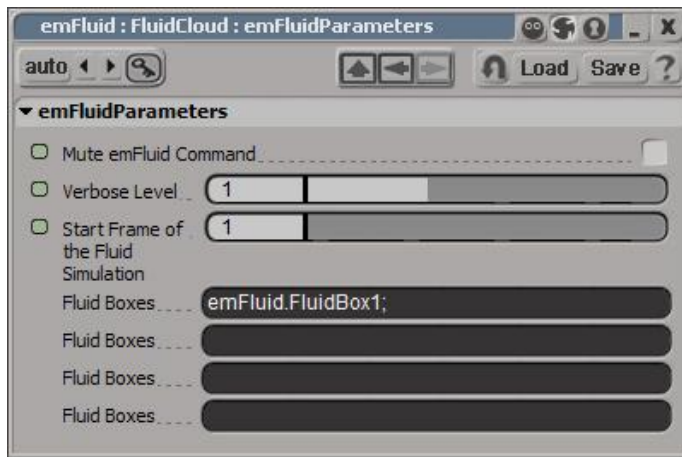 emFluid : FluidCloud : emFluidParameters
auto Load Save ?
emFluidParameters
Mute emFluid Command
Verbose Level 1
Start Frame of 1
the Fluid
Simulation
Fluid Boxes emFluid.FluidBox1;
Fluid Boxes
Fluid Boxes
Fluid Boxes